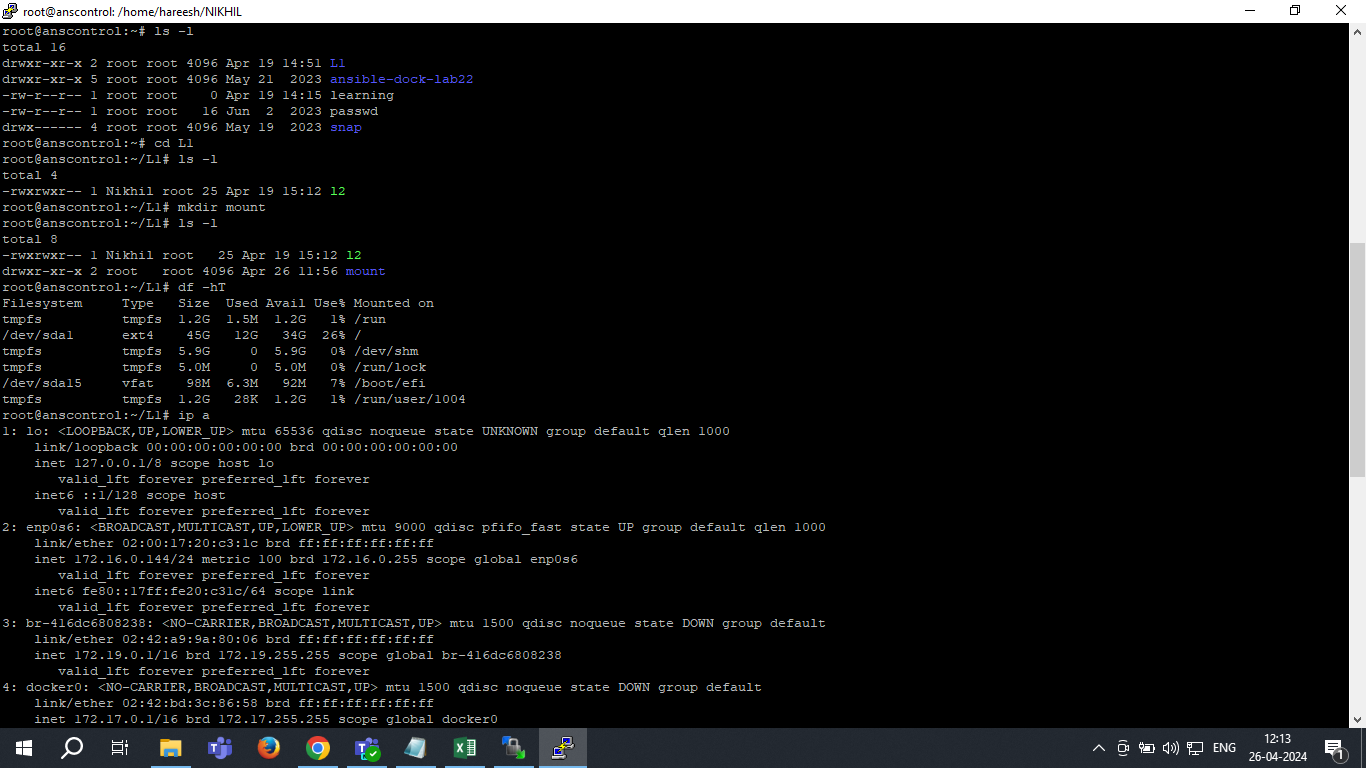 root@anscontrol: /home/hareesh/NIKHIL
root@anscontrol:~# ls -l
total 16
drwxr-xr-x 2 root root 4096 Apr 19 14:51 L1
drwxr-xr-x 5 root root 4096 May 21  2023 ansible-dock-lab22
-rw-r--r-- 1 root root    0 Apr 19 14:15 learning
-rw-r--r-- 1 root root   16 Jun  2  2023 passwd
drwx------ 4 root root 4096 May 19  2023 snap
root@anscontrol:~# cd L1
root@anscontrol:~/L1# ls -l
total 4
-rwxrwxr-- 1 Nikhil root 25 Apr 19 15:12 l2
root@anscontrol:~/L1# mkdir mount
root@anscontrol:~/L1# ls -l
total 8
-rwxrwxr-- 1 Nikhil root   25 Apr 19 15:12 l2
drwxr-xr-x 2 root   root 4096 Apr 26 11:56 mount
root@anscontrol:~/L1# df -hT
Filesystem     Type   Size  Used Avail Use% Mounted on
tmpfs          tmpfs  1.2G  1.5M  1.2G   1% /run
/dev/sda1      ext4    45G   12G   34G  26% /
tmpfs          tmpfs  5.9G     0  5.9G   0% /dev/shm
tmpfs          tmpfs  5.0M     0  5.0M   0% /run/lock
/dev/sda15     vfat    98M  6.3M   92M   7% /boot/efi
tmpfs          tmpfs  1.2G   28K  1.2G   1% /run/user/1004
root@anscontrol:~/L1# ip a
1: lo: <LOOPBACK,UP,LOWER_UP> mtu 65536 qdisc noqueue state UNKNOWN group default qlen 1000
    link/loopback 00:00:00:00:00:00 brd 00:00:00:00:00:00
    inet 127.0.0.1/8 scope host lo
       valid_lft forever preferred_lft forever
    inet6 ::1/128 scope host
       valid_lft forever preferred_lft forever
2: enp0s6: <BROADCAST,MULTICAST,UP,LOWER_UP> mtu 9000 qdisc pfifo_fast state UP group default qlen 1000
    link/ether 02:00:17:20:c3:1c brd ff:ff:ff:ff:ff:ff
    inet 172.16.0.144/24 metric 100 brd 172.16.0.255 scope global enp0s6
       valid_lft forever preferred_lft forever
    inet6 fe80::17ff:fe20:c31c/64 scope link
       valid_lft forever preferred_lft forever
3: br-416dc6808238: <NO-CARRIER,BROADCAST,MULTICAST,UP> mtu 1500 qdisc noqueue state DOWN group default
    link/ether 02:42:a9:9a:80:06 brd ff:ff:ff:ff:ff:ff
    inet 172.19.0.1/16 brd 172.19.255.255 scope global br-416dc6808238
       valid_lft forever preferred_lft forever
4: docker0: <NO-CARRIER,BROADCAST,MULTICAST,UP> mtu 1500 qdisc noqueue state DOWN group default
    link/ether 02:42:bd:3c:86:58 brd ff:ff:ff:ff:ff:ff
    inet 172.17.0.1/16 brd 172.17.255.255 scope global docker0
ENG
12:13
26-04-2024
1